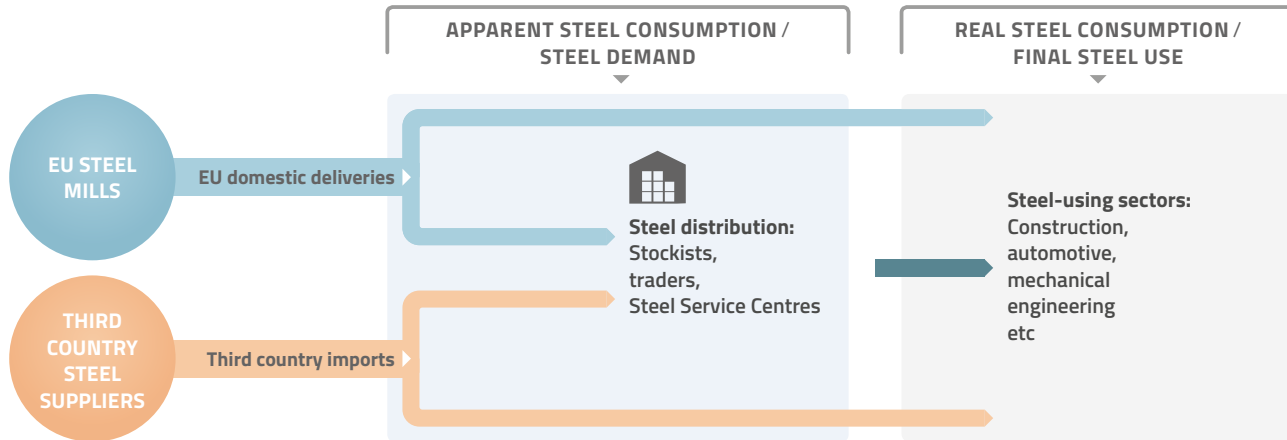 APPARENT STEEL CONSUMPTION /
STEEL DEMAND
REAL STEEL CONSUMPTION /
FINAL STEEL USE
EU STEEL
MILLS
EU domestic deliveries
Steel distribution:
Stockists,
traders,
Steel Service Centres
Steel-using sectors:
Construction,
automotive,
mechanical
engineering
etc
THIRD
COUNTRY
STEEL
SUPPLIERS
Third country imports